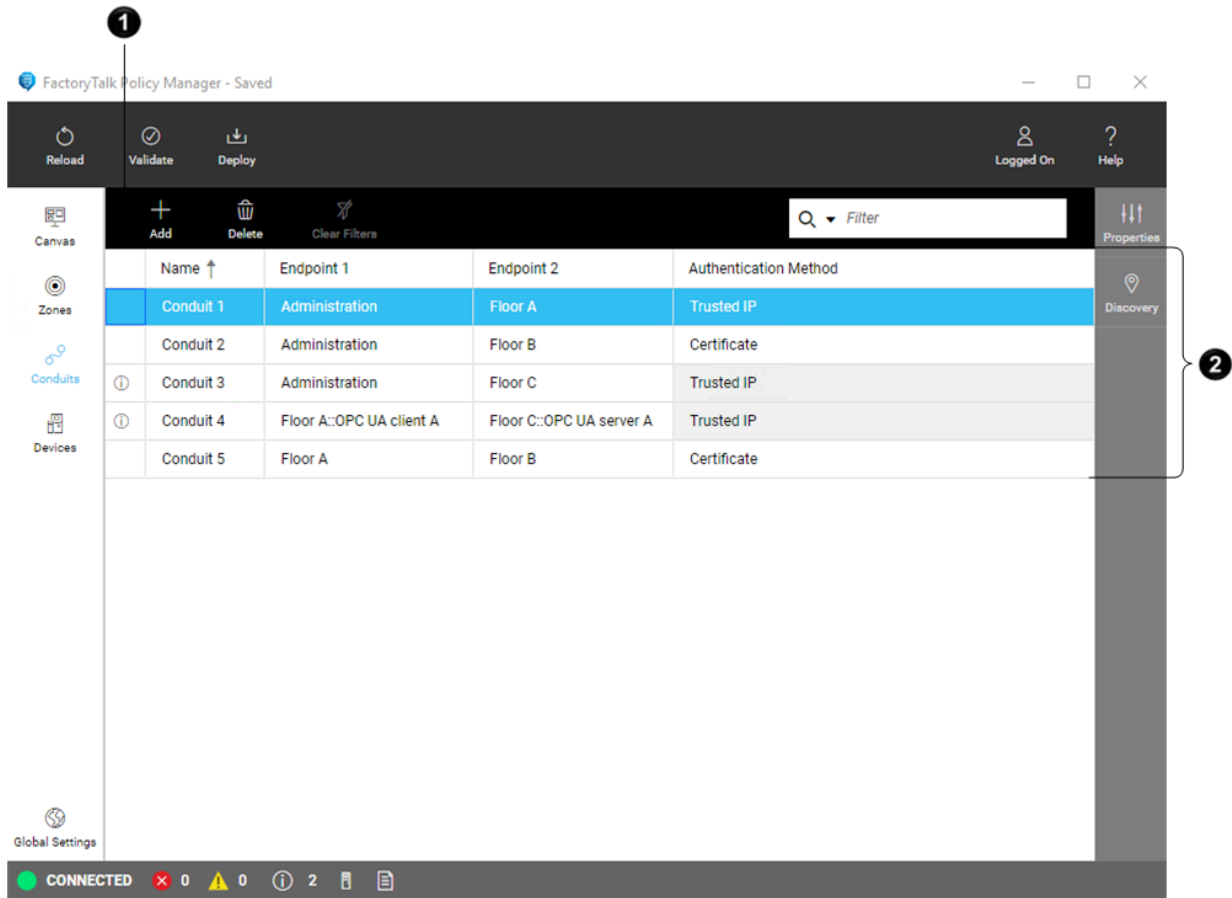 1
FactoryTalk Policy Manager - Saved
Reload
Validate
Deploy
Logged On
?
Help
Canvas
Add
Delete
Clear Filters
Filter
Properties
Name Endpoint 1 Endpoint 2 Authentication Method
Zones
Discovery
Conduit 1 Administration Floor A Trusted IP
Conduit 2 Administration Floor B Certificate
2
Conduits
Conduit 3 Administration Floor C Trusted IP
Devices
Conduit 4 Floor A::OPC UA client A Floor C::OPC UA server A Trusted IP
Conduit 5 Floor A Floor B Certificate
Global Settings
CONNECTED 0 0 2